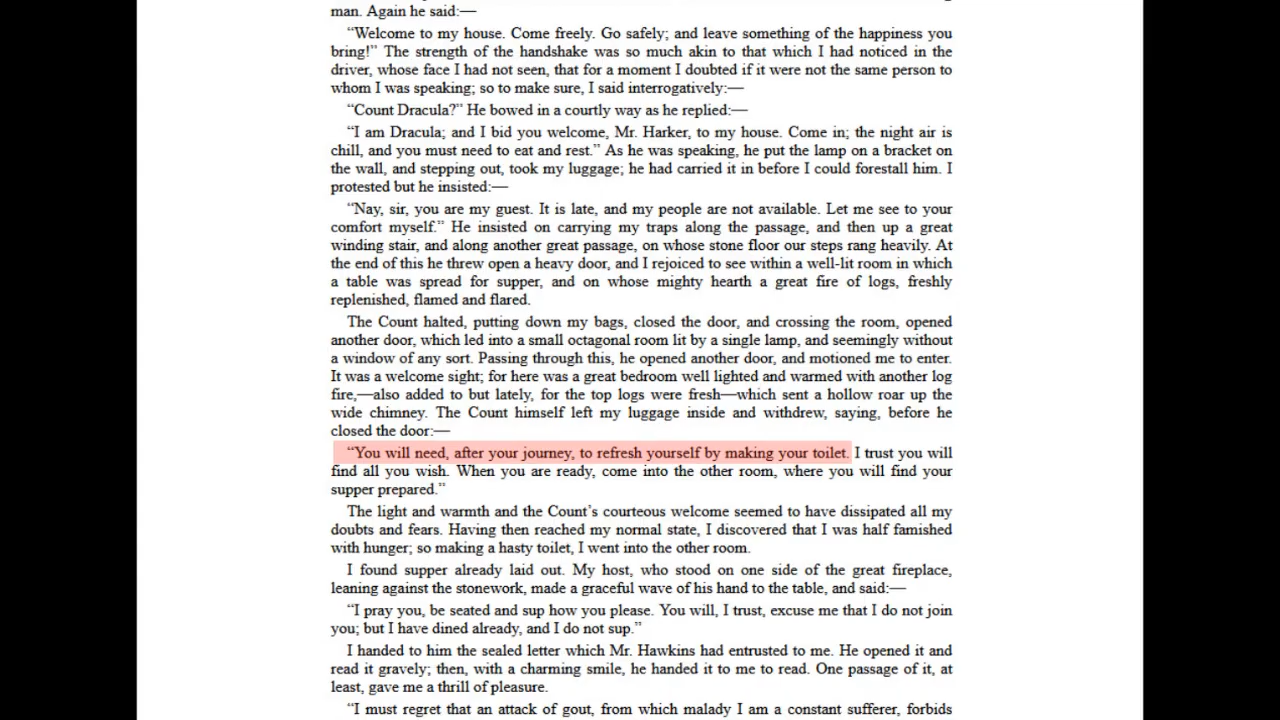 man. Again he said:—
“Welcome to my house. Come freely. Go safely; and leave something of the happiness you
bring!” The strength of the handshake was so much akin to that which I had noticed in the
driver, whose face I had not seen, that for a moment I doubted if it were not the same person to
whom I was speaking; so to make sure, I said interrogatively:—
“Count Dracula?” He bowed in a courtly way as he replied:—
“I am Dracula; and I bid you welcome, Mr. Harker, to my house. Come in; the night air is
chill, and you must need to eat and rest.” As he was speaking, he put the lamp on a bracket on
the wall, and stepping out, took my luggage; he had carried it in before I could forestall him. I
protested but he insisted:—
“Nay, sir, you are my guest. It is late, and my people are not available. Let me see to your
comfort myself.” He insisted on carrying my traps along the passage, and then up a great
winding stair, and along another great passage, on whose stone floor our steps rang heavily. At
the end of this he threw open a heavy door, and I rejoiced to see within a well-lit room in which
a table was spread for supper, and on whose mighty hearth a great fire of logs, freshly
replenished, flamed and flared.
The Count halted, putting down my bags, closed the door, and crossing the room, opened
another door, which led into a small octagonal room lit by a single lamp, and seemingly without
a window of any sort. Passing through this, he opened another door, and motioned me to enter.
It was a welcome sight; for here was a great bedroom well lighted and warmed with another log
fire,—also added to but lately, for the top logs were fresh—which sent a hollow roar up the
wide chimney. The Count himself left my luggage inside and withdrew, saying, before he
closed the door:—
“You will need, after your journey, to refresh yourself by making your toilet. I trust you will
find all you wish. When you are ready, come into the other room, where you will find your
supper prepared.”
The light and warmth and the Count’s courteous welcome seemed to have dissipated all my
doubts and fears. Having then reached my normal state, I discovered that I was half famished
with hunger; so making a hasty toilet, I went into the other room.
I found supper already laid out. My host, who stood on one side of the great fireplace,
leaning against the stonework, made a graceful wave of his hand to the table, and said:—
“I pray you, be seated and sup how you please. You will, I trust, excuse me that I do not join
you; but I have dined already, and I do not sup.”
I handed to him the sealed letter which Mr. Hawkins had entrusted to me. He opened it and
read it gravely; then, with a charming smile, he handed it to me to read. One passage of it, at
least, gave me a thrill of pleasure.
“I must regret that an attack of gout, from which malady I am a constant sufferer, forbids